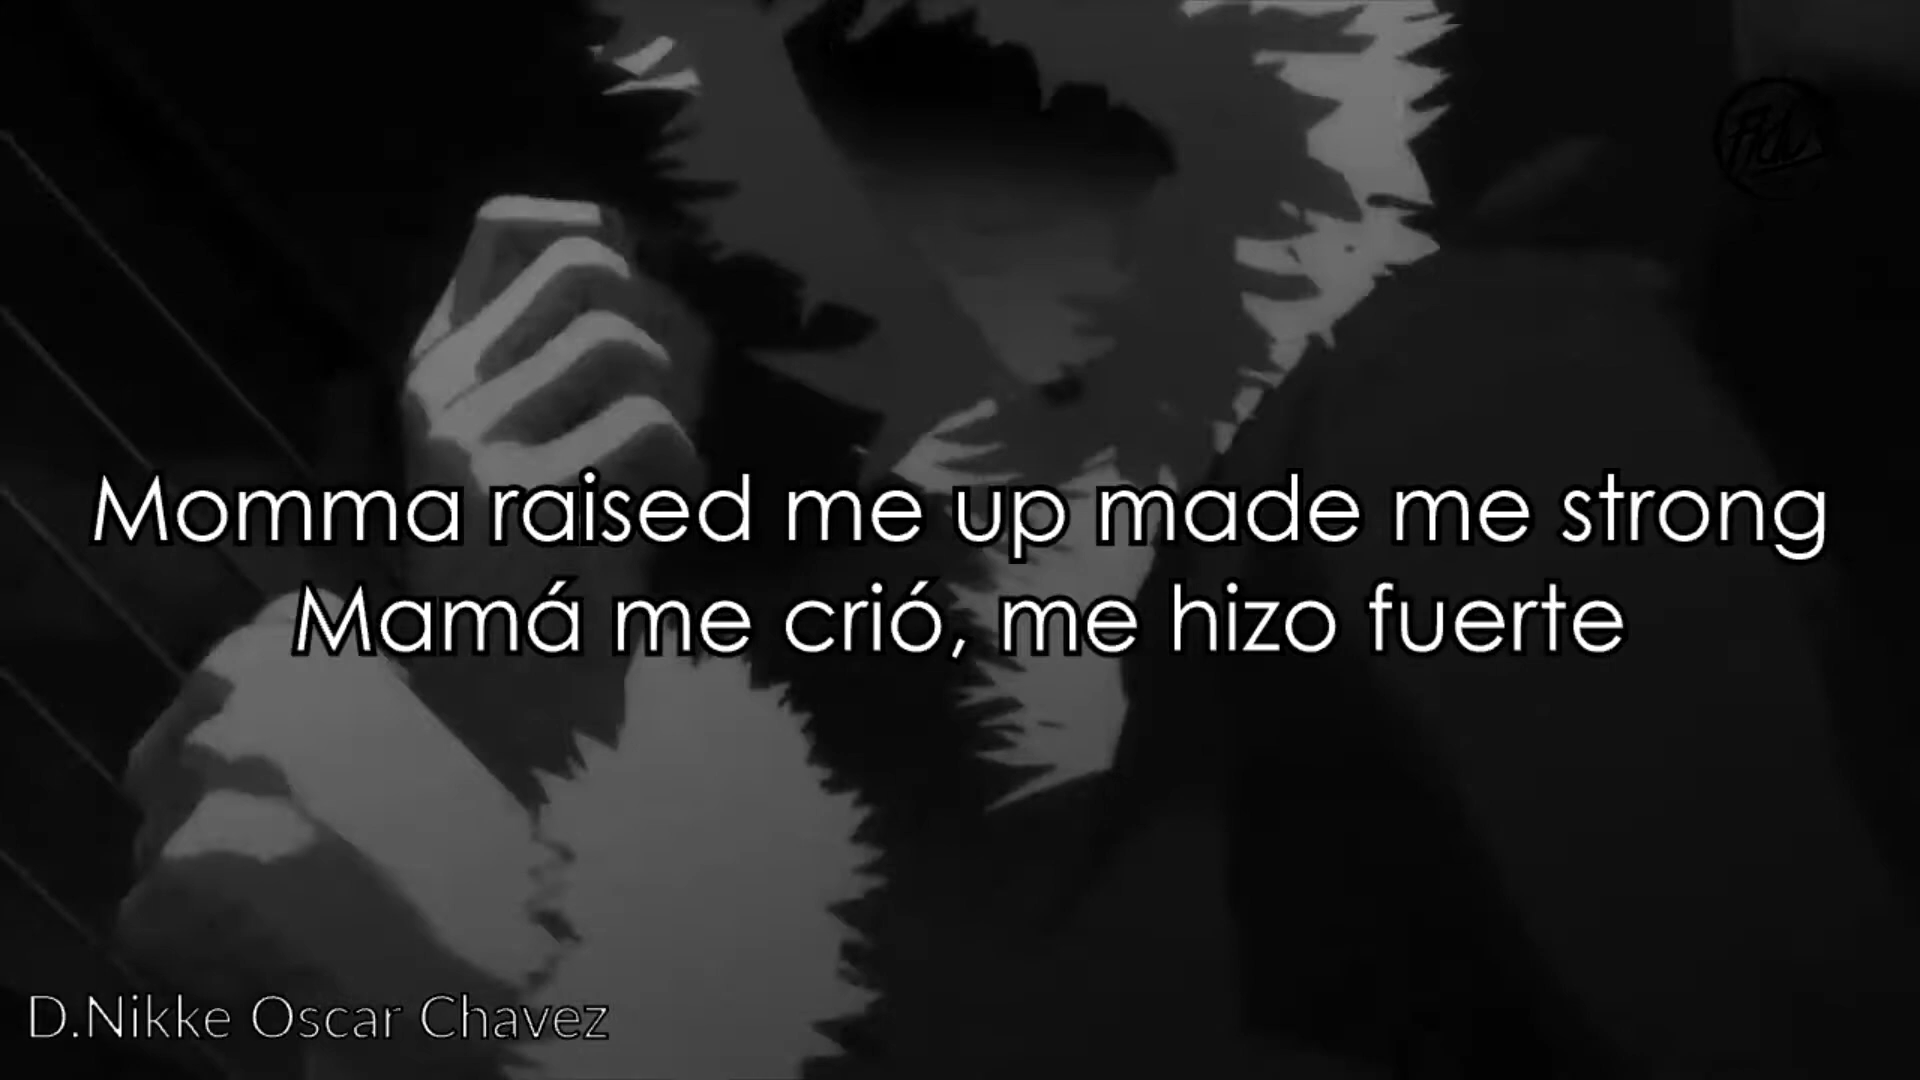 Momma raised me up made me strong
Mamá me crió, me hizo fuerte
D.Nikke Oscar Chavez